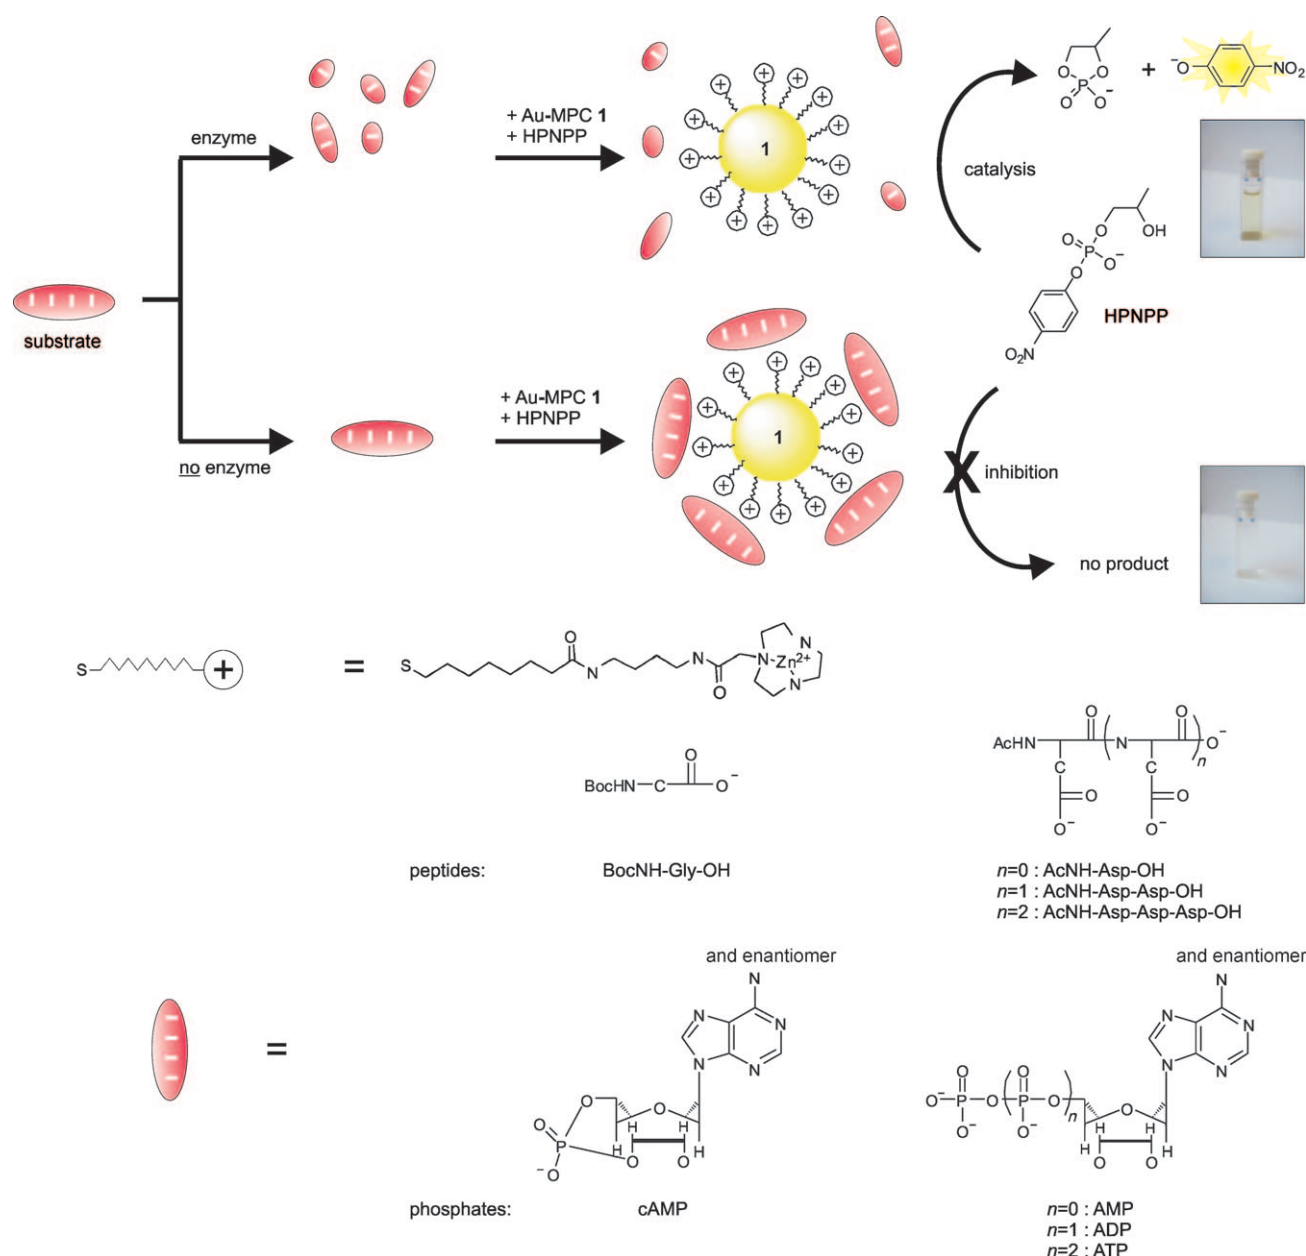 enzyme
+ Au-MPC 1
+ HPNPP
1
catalysis
O
O
P
O
O⁻
+
⁻O
NO₂
O
OH
O
P
O⁻
O
O₂N
HPNPP
substrate
no enzyme
+ Au-MPC 1
+ HPNPP
1
X
inhibition
no product
S
+
=
S
O
N
N
O
N
Zn²⁺
N
N
BocHN
C
O
O⁻
AcHN
O
N
O
O⁻
n
C
C
O
O
O⁻
O⁻
peptides:
BocNH-Gly-OH
n=0 : AcNH-Asp-OH
n=1 : AcNH-Asp-Asp-OH
n=2 : AcNH-Asp-Asp-Asp-OH
=
and enantiomer
N
N
N
N
N
O
O
O
P
⁻O
O
O
H
H
and enantiomer
N
N
N
N
N
O
O
O⁻
P
O
P
O
n
O⁻
O⁻
O
H
H
O
O
phosphates:
cAMP
n=0 : AMP
n=1 : ADP
n=2 : ATP